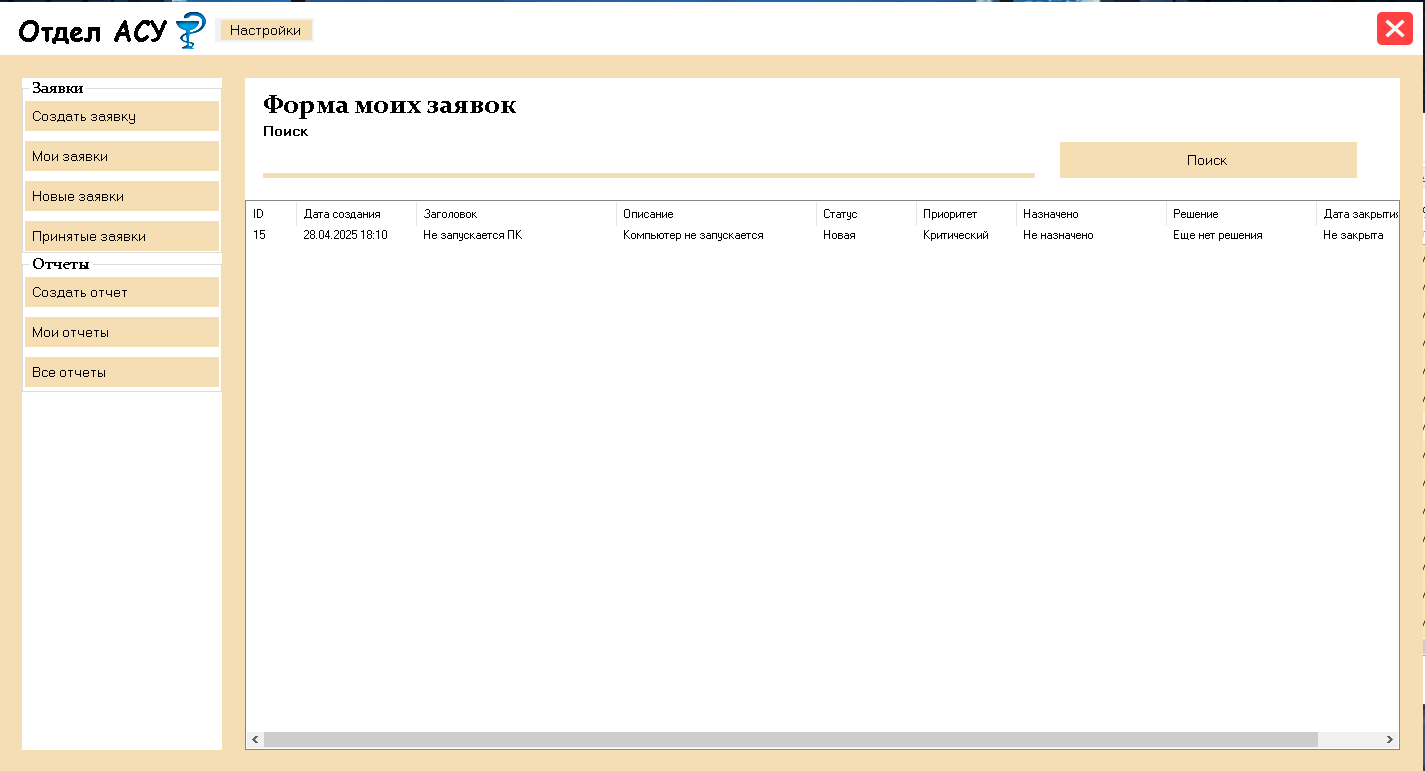 Отдел АСУ
Настройки
Заявки
Создать заявку
Мои заявки
Новые заявки
Принятые заявки
Отчеты
Создать отчет
Мои отчеты
Все отчеты
Форма моих заявок
Поиск
Поиск
ID Дата создания Заголовок Описание Статус Приоритет Назначено Решение Дата закрытия
15 28.04.2025 18:10 Не запускается ПК Компьютер не запускается Новая Критический Не назначено Еще нет решения Не закрыта